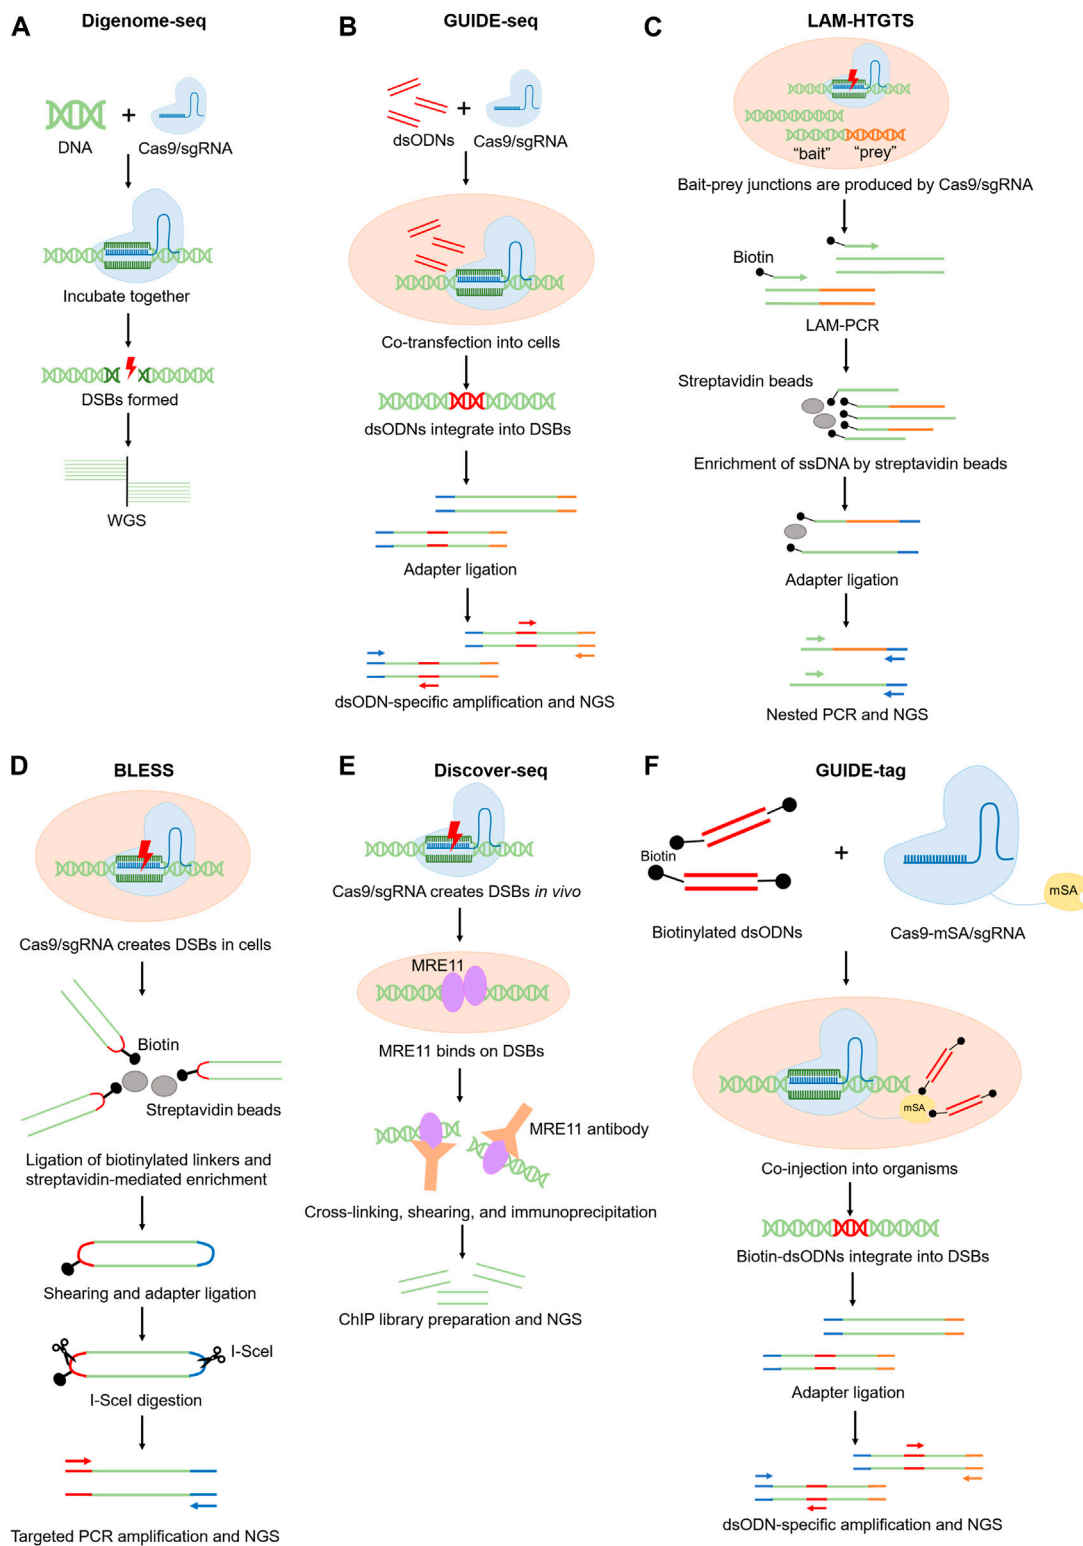 A
Digenome-seq
DNA
+
Cas9/sgRNA
Incubate together
DSBs formed
WGS
B
GUIDE-seq
dsODNs
+
Cas9/sgRNA
Co-transfection into cells
dsODNs integrate into DSBs
Adapter ligation
dsODN-specific amplification and NGS
C
LAM-HTGTS
“bait”
“prey”
Bait-prey junctions are produced by Cas9/sgRNA
Biotin
LAM-PCR
Streptavidin beads
Enrichment of ssDNA by streptavidin beads
Adapter ligation
Nested PCR and NGS
D
BLESS
Cas9/sgRNA creates DSBs in cells
Biotin
Streptavidin beads
Ligation of biotinylated linkers and
streptavidin-mediated enrichment
Shearing and adapter ligation
I-SceI
I-SceI digestion
Targeted PCR amplification and NGS
E
Discover-seq
Cas9/sgRNA creates DSBs in vivo
MRE11
MRE11 binds on DSBs
MRE11 antibody
Cross-linking, shearing, and immunoprecipitation
ChIP library preparation and NGS
F
GUIDE-tag
Biotin
+
mSA
Biotinylated dsODNs
Cas9-mSA/sgRNA
mSA
Co-injection into organisms
Biotin-dsODNs integrate into DSBs
Adapter ligation
dsODN-specific amplification and NGS